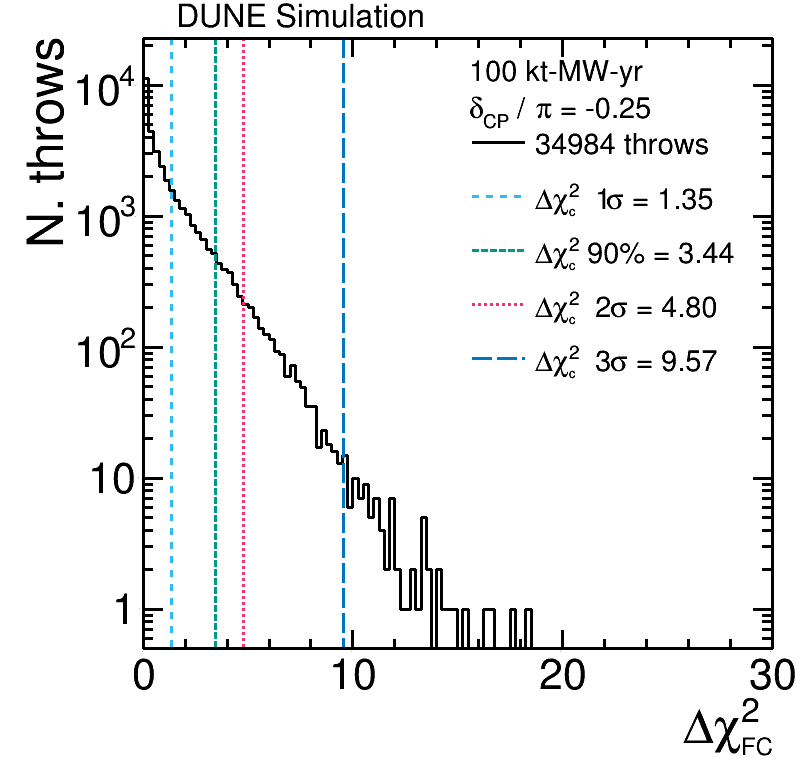 DUNE Simulation
N. throws
10⁴
10³
10²
10
1
0 10 20 30
Δχ²FC
100 kt-MW-yr
δCP / π = -0.25
34984 throws
Δχ²c 1σ = 1.35
Δχ²c 90% = 3.44
Δχ²c 2σ = 4.80
Δχ²c 3σ = 9.57